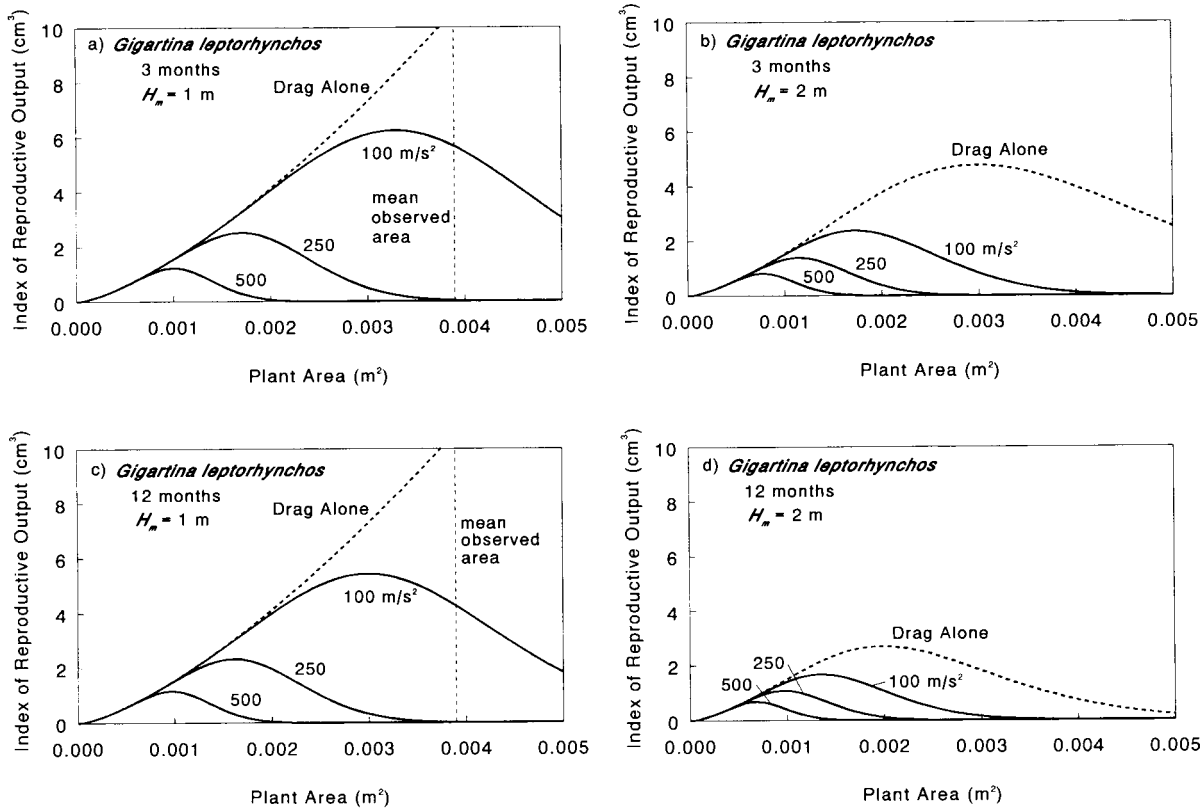 Index of Reproductive Output (cm³)
10
8
6
4
2
0
a) Gigartina leptorhynchos
3 months
Hₘ = 1 m
Drag Alone
100 m/s²
mean
observed
area
250
500
0.000 0.001 0.002 0.003 0.004 0.005
Plant Area (m²)
Index of Reproductive Output (cm³)
10
8
6
4
2
0
b) Gigartina leptorhynchos
3 months
Hₘ = 2 m
Drag Alone
100 m/s²
250
500
0.000 0.001 0.002 0.003 0.004 0.005
Plant Area (m²)
Index of Reproductive Output (cm³)
10
8
6
4
2
0
c) Gigartina leptorhynchos
12 months
Hₘ = 1 m
Drag Alone
mean
observed
area
100 m/s²
250
500
0.000 0.001 0.002 0.003 0.004 0.005
Plant Area (m²)
Index of Reproductive Output (cm³)
10
8
6
4
2
0
d) Gigartina leptorhynchos
12 months
Hₘ = 2 m
Drag Alone
250
100 m/s²
500
0.000 0.001 0.002 0.003 0.004 0.005
Plant Area (m²)